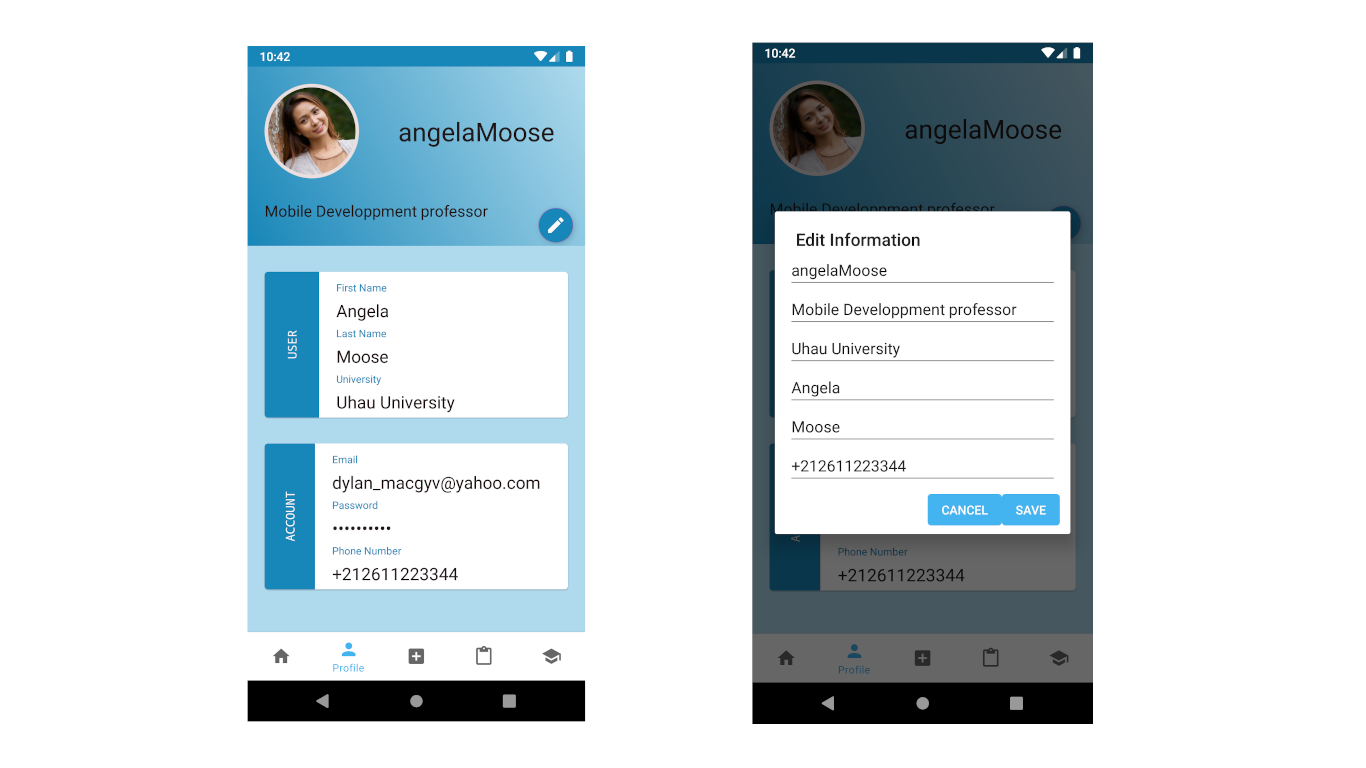 10:42
angelaMoose
Mobile Developpment professor
USER
First Name
Angela
Last Name
Moose
University
Uhau University
ACCOUNT
Email
dylan_macgyv@yahoo.com
Password
••••••••••
Phone Number
+212611223344
Profile
10:42
angelaMoose
Mobile Developpment professor
Edit Information
angelaMoose
Mobile Developpment professor
Uhau University
Angela
Moose
+212611223344
CANCEL SAVE
A
Phone Number
+212611223344
Profile